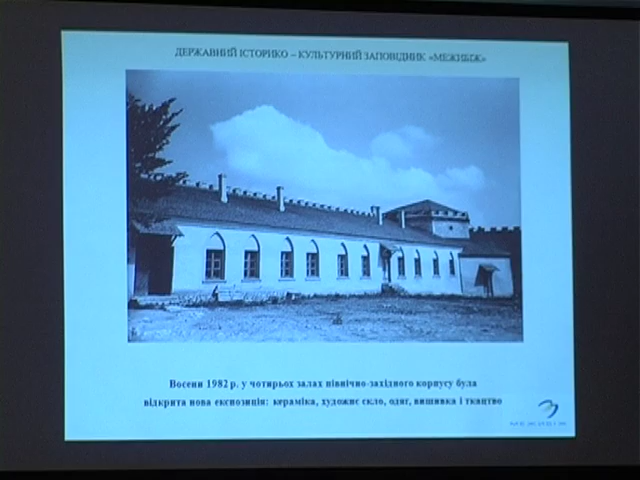 ДЕРЖАВНИЙ ІСТОРИКО – КУЛЬТУРНИЙ ЗАПОВІДНИК «МЕЖИБІЖ»
Восени 1982 р. у чотирьох залах північно-західного корпусу була
відкрита нова експозиція: кераміка, художнє скло, одяг, вишивка і ткацтво